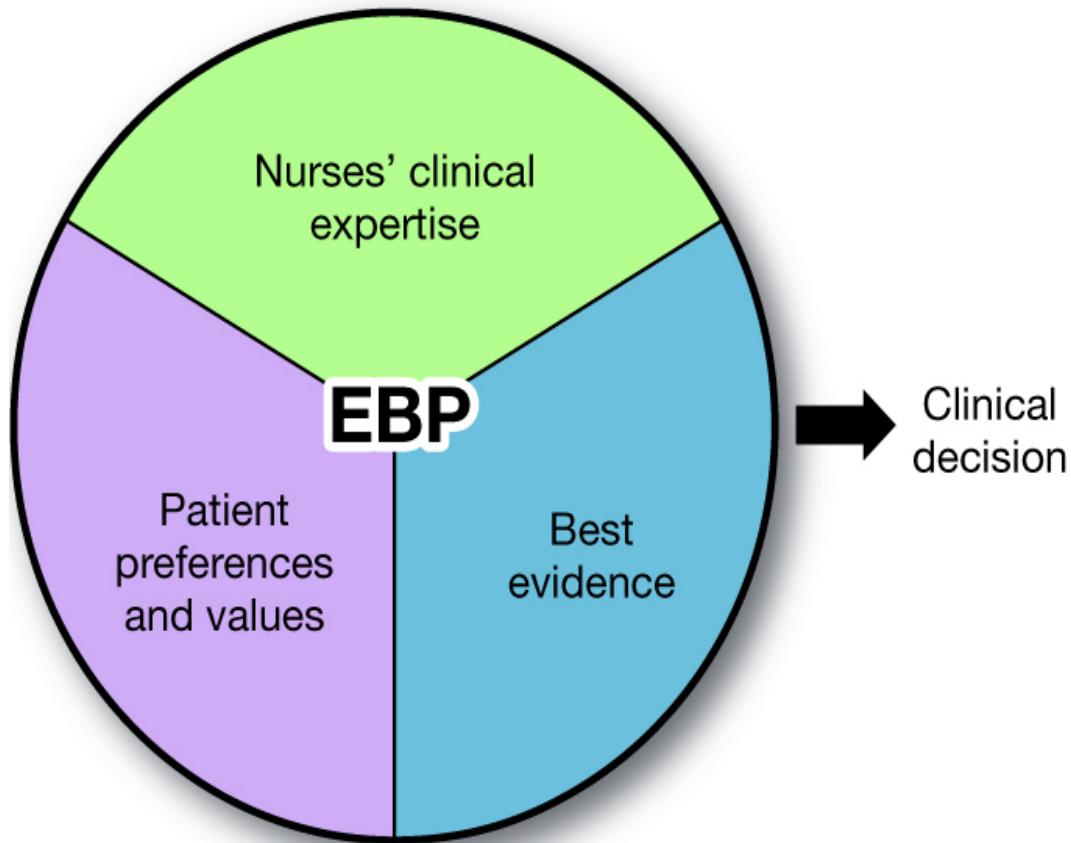 Nurses’ clinical
expertise
EBP
Patient
preferences
and values
Best
evidence
Clinical
decision